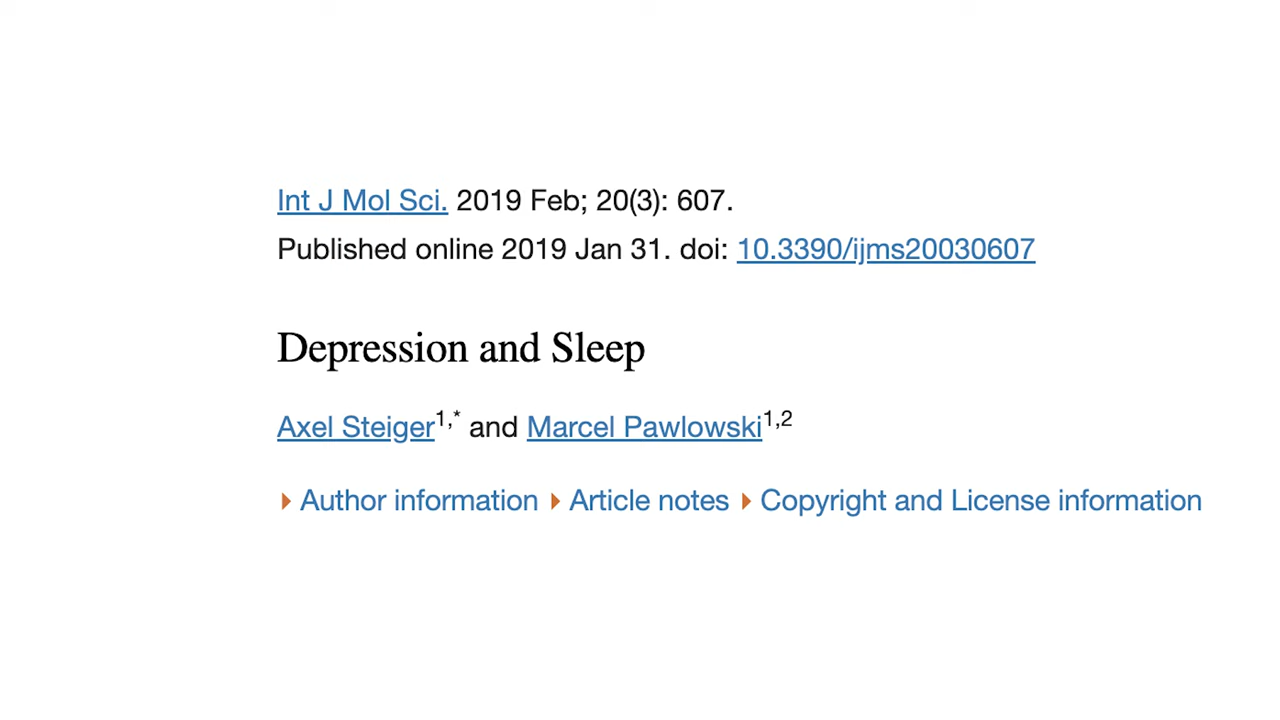 Int J Mol Sci. 2019 Feb; 20(3): 607.
Published online 2019 Jan 31. doi: 10.3390/ijms20030607
Depression and Sleep
Axel Steiger1,* and Marcel Pawlowski1,2
Author information Article notes Copyright and License information